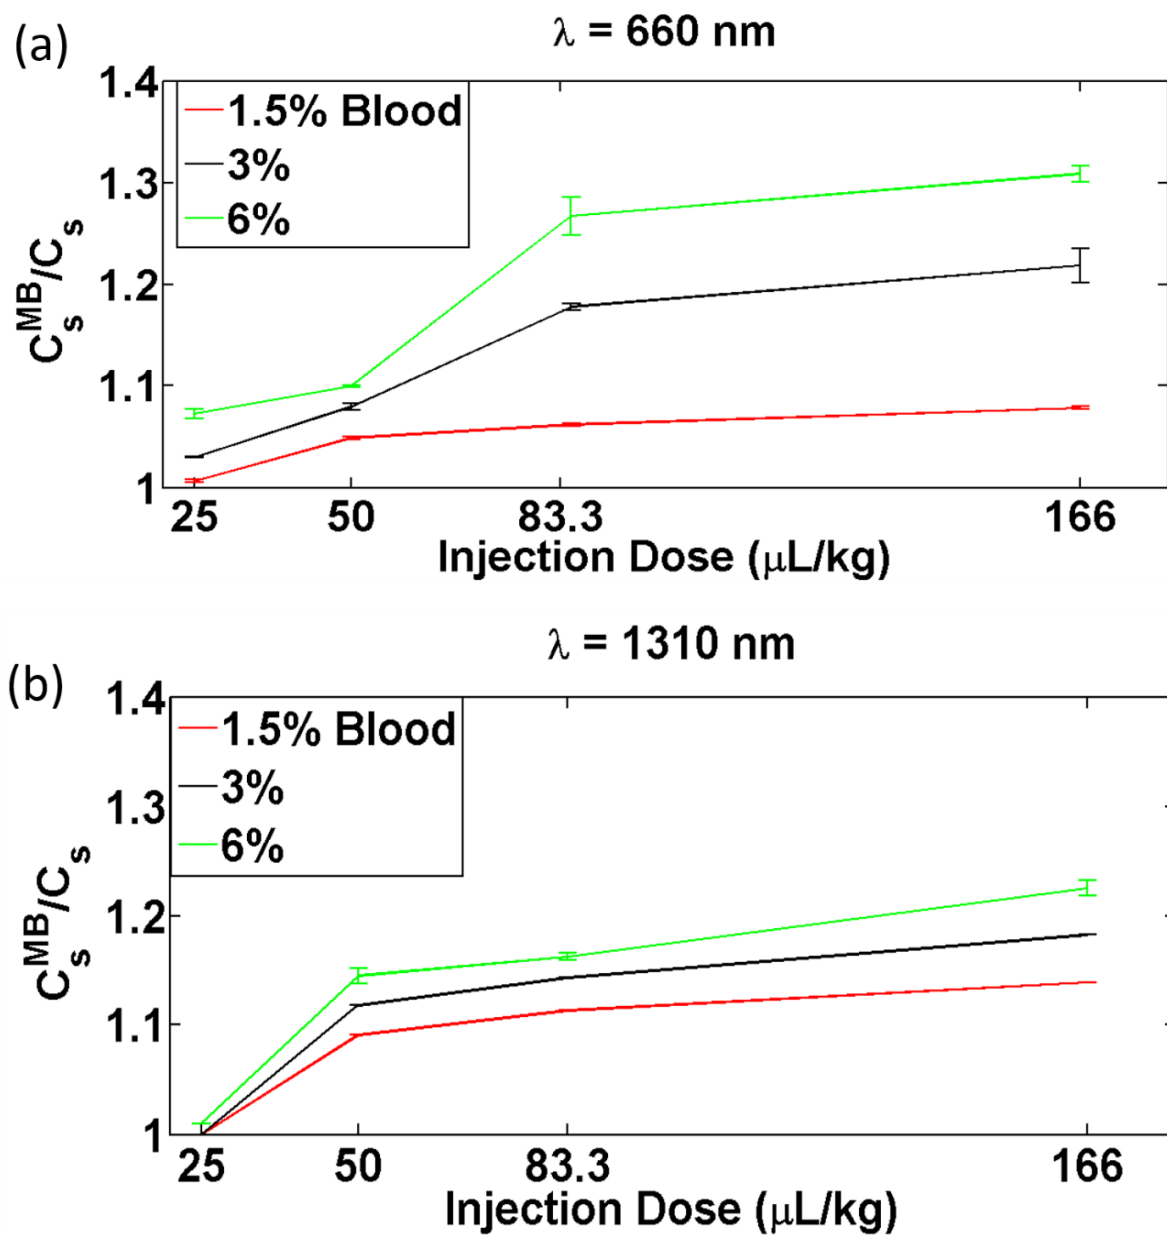 (a)
λ = 660 nm
1.4
1.3
1.2
1.1
1
C_s^MB/C_s
1.5% Blood
3%
6%
25 50 83.3 166
Injection Dose (μL/kg)
(b)
λ = 1310 nm
1.4
1.3
1.2
1.1
1
C_s^MB/C_s
1.5% Blood
3%
6%
25 50 83.3 166
Injection Dose (μL/kg)